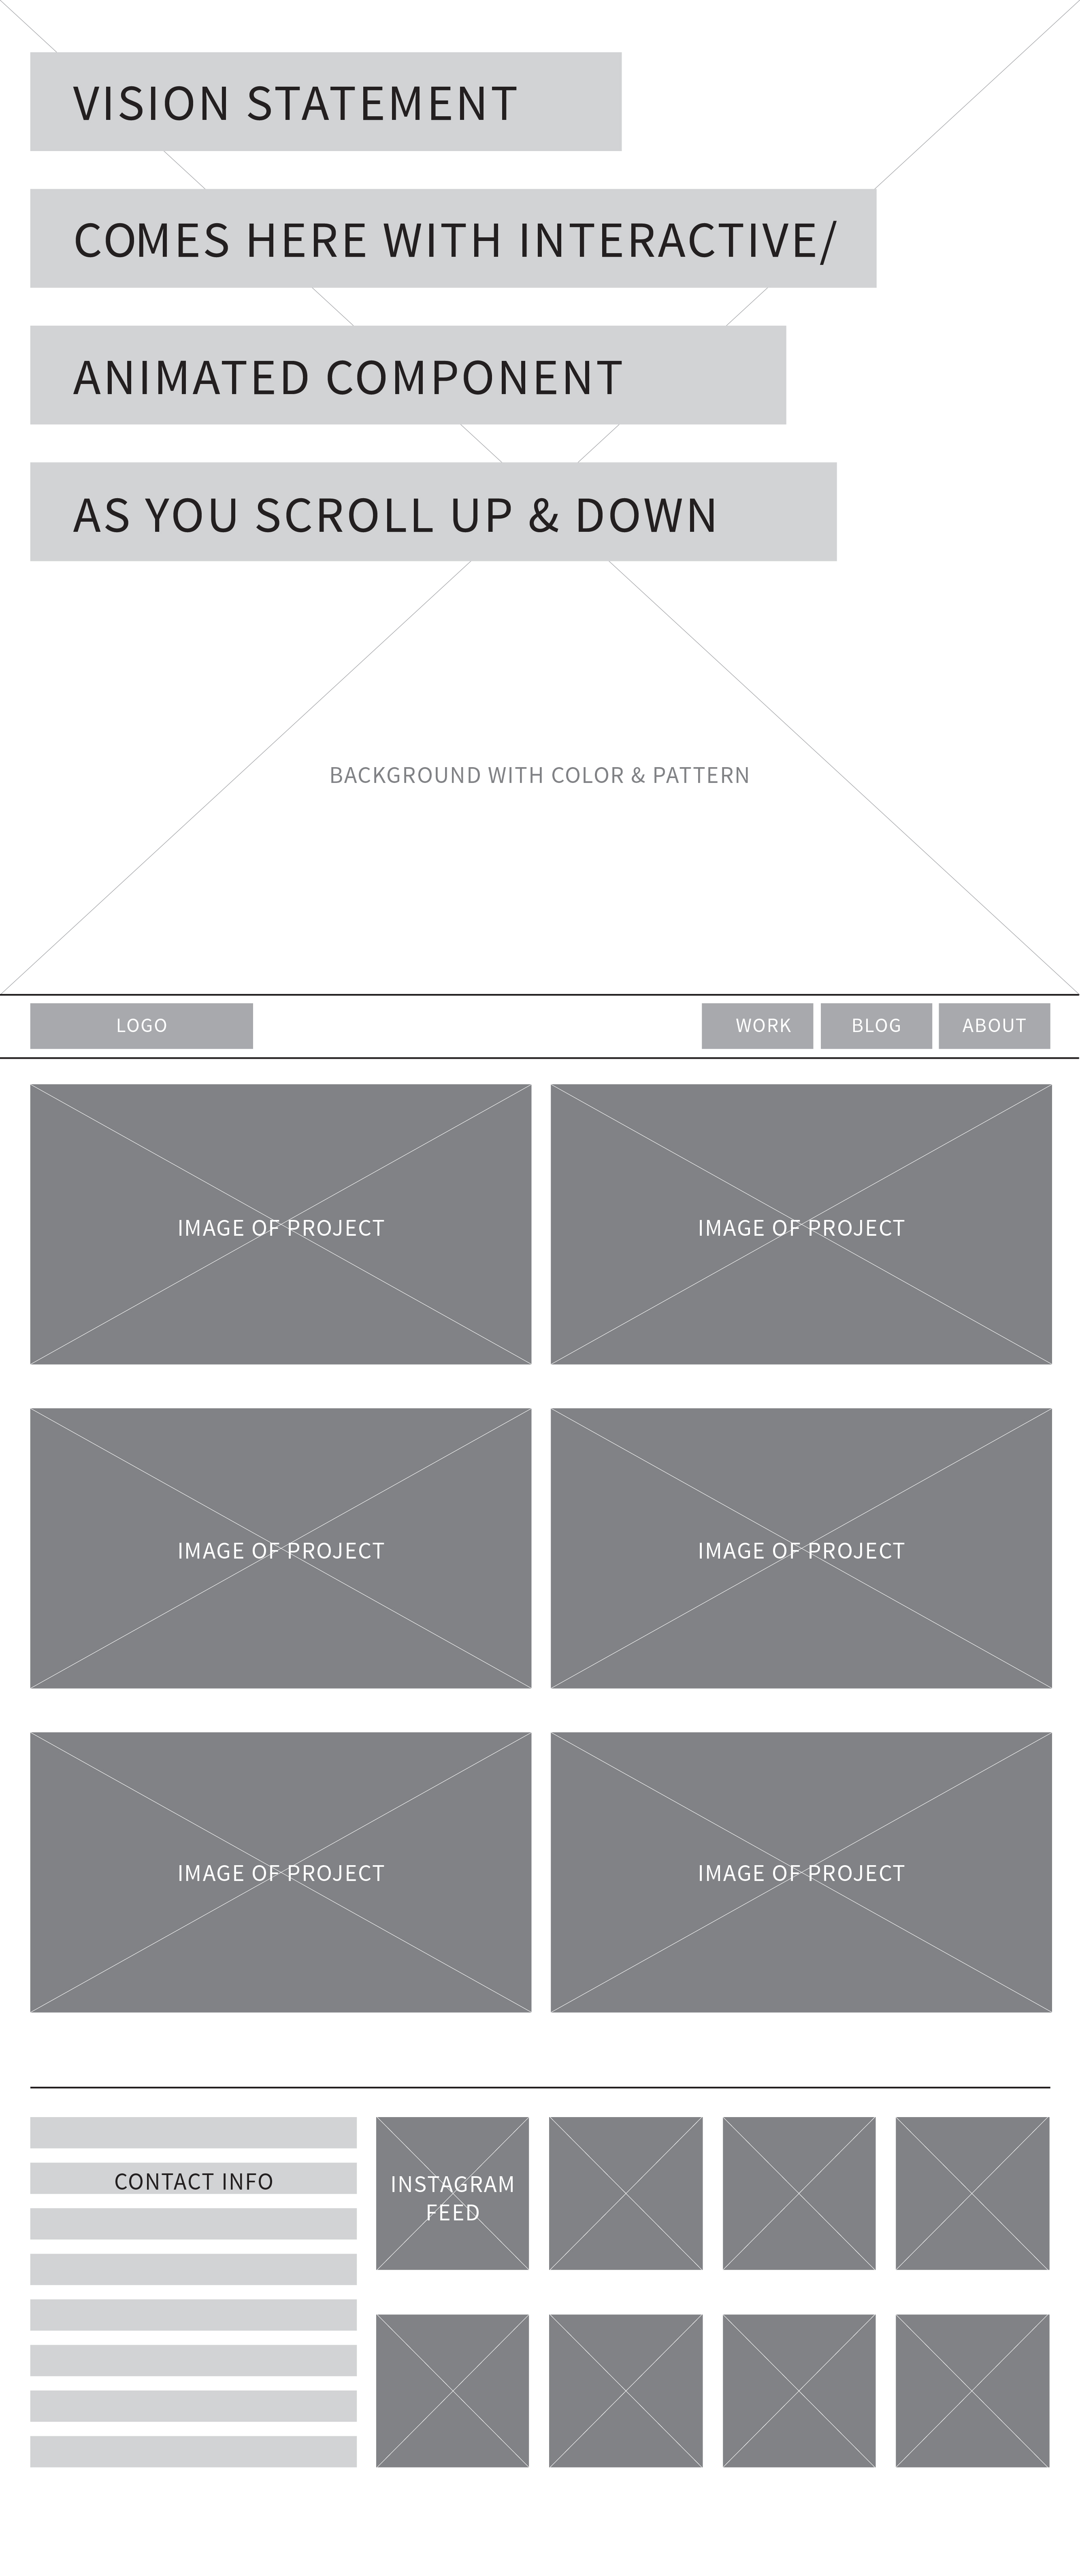 VISION STATEMENT
COMES HERE WITH INTERACTIVE/
ANIMATED COMPONENT
AS YOU SCROLL UP & DOWN
BACKGROUND WITH COLOR & PATTERN
LOGO
WORK
BLOG
ABOUT
IMAGE OF PROJECT
IMAGE OF PROJECT
IMAGE OF PROJECT
IMAGE OF PROJECT
IMAGE OF PROJECT
IMAGE OF PROJECT
CONTACT INFO
INSTAGRAM
FEED